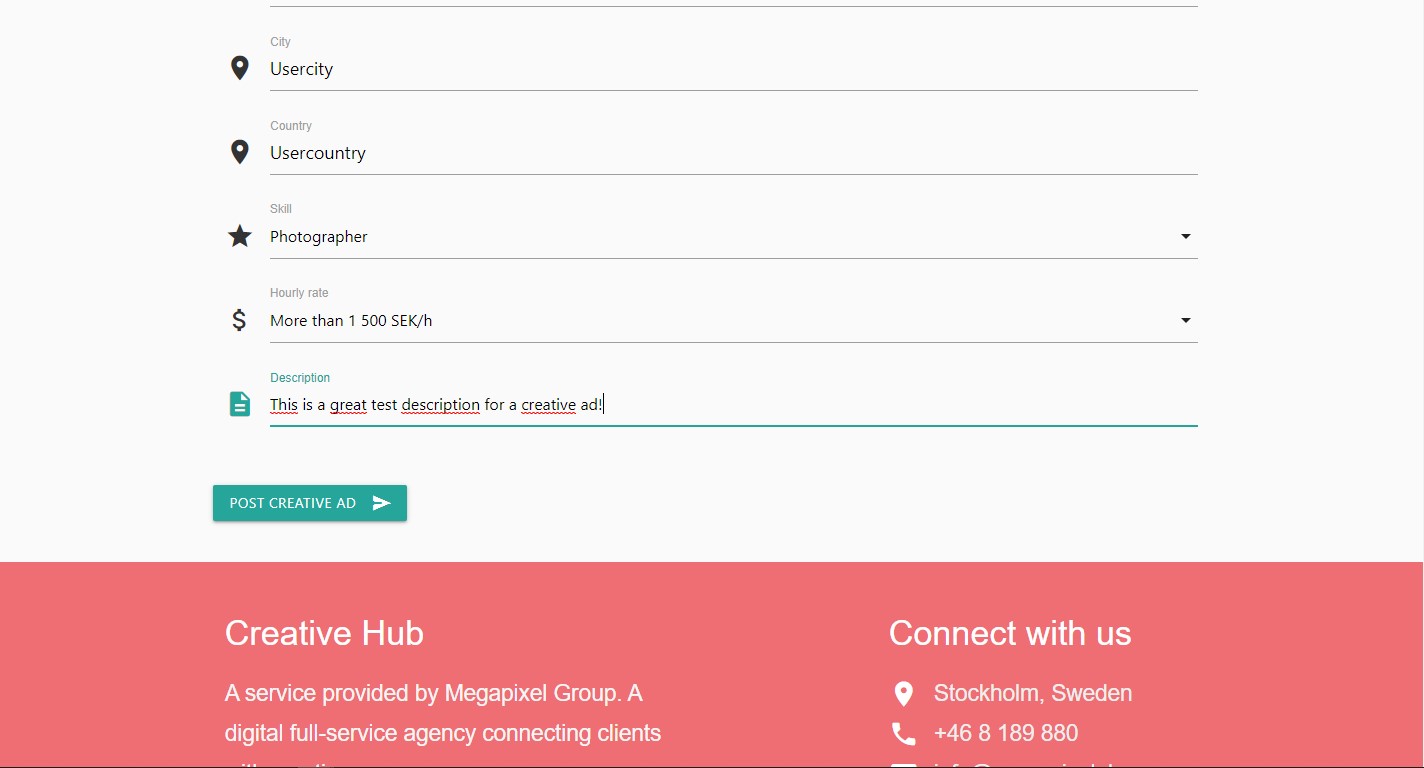 City
Usercity
Country
Usercountry
Skill
Photographer
Hourly rate
More than 1 500 SEK/h
Description
This is a great test description for a creative ad!
POST CREATIVE AD
Creative Hub
A service provided by Megapixel Group. A
digital full-service agency connecting clients
Connect with us
Stockholm, Sweden
+46 8 189 880